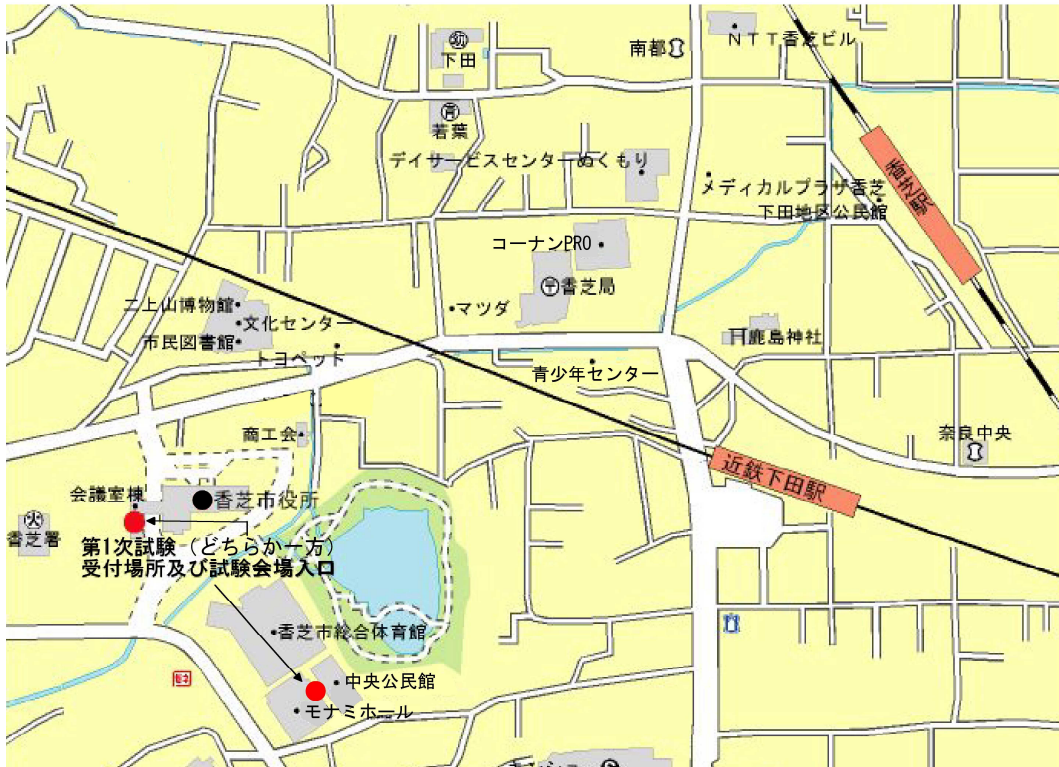 NTT香芝ビル
南都
下田
若葉
デイサービスセンターぬくもり
香芝駅
メディカルプラザ香芝
下田地区公民館
コーナンPRO
香芝局
マツダ
二上山博物館
文化センター
市民図書館
トヨペット
鹿島神社
青少年センター
商工会
奈良中央
近鉄下田駅
会議室棟
香芝市役所
火
香芝署
第1次試験(どちらか一方)
受付場所及び試験会場入口
香芝市総合体育館
中央公民館
モナミホール